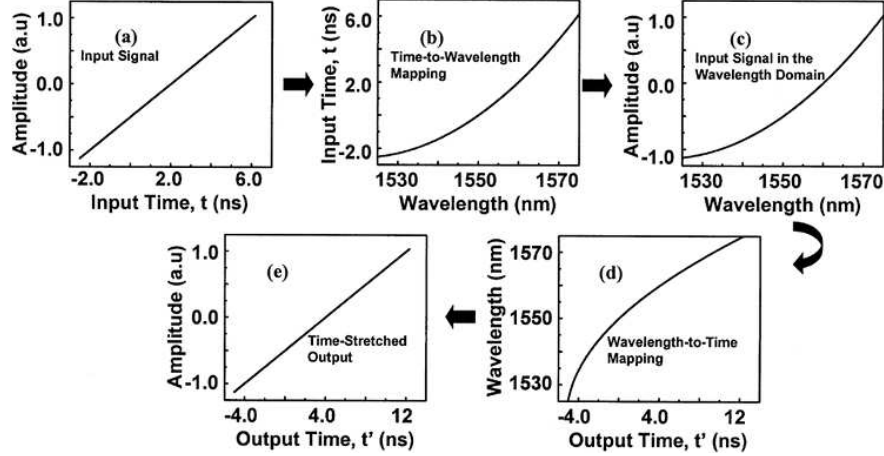 (a)
Input Signal
Amplitude (a.u)
1.0
0.0
-1.0
-2.0 2.0 6.0
Input Time, t (ns)
(b)
Time-to-Wavelength
Mapping
Input Time, t (ns)
6.0
2.0
-2.0
1530 1550 1570
Wavelength (nm)
(c)
Input Signal in the
Wavelength Domain
Amplitude (a.u)
1.0
0.0
-1.0
1530 1550 1570
Wavelength (nm)
(e)
Time-Stretched
Output
Amplitude (a.u)
1.0
0.0
-1.0
-4.0 4.0 12
Output Time, t' (ns)
(d)
Wavelength-to-Time
Mapping
Wavelength (nm)
1570
1550
1530
-4.0 4.0 12
Output Time, t' (ns)